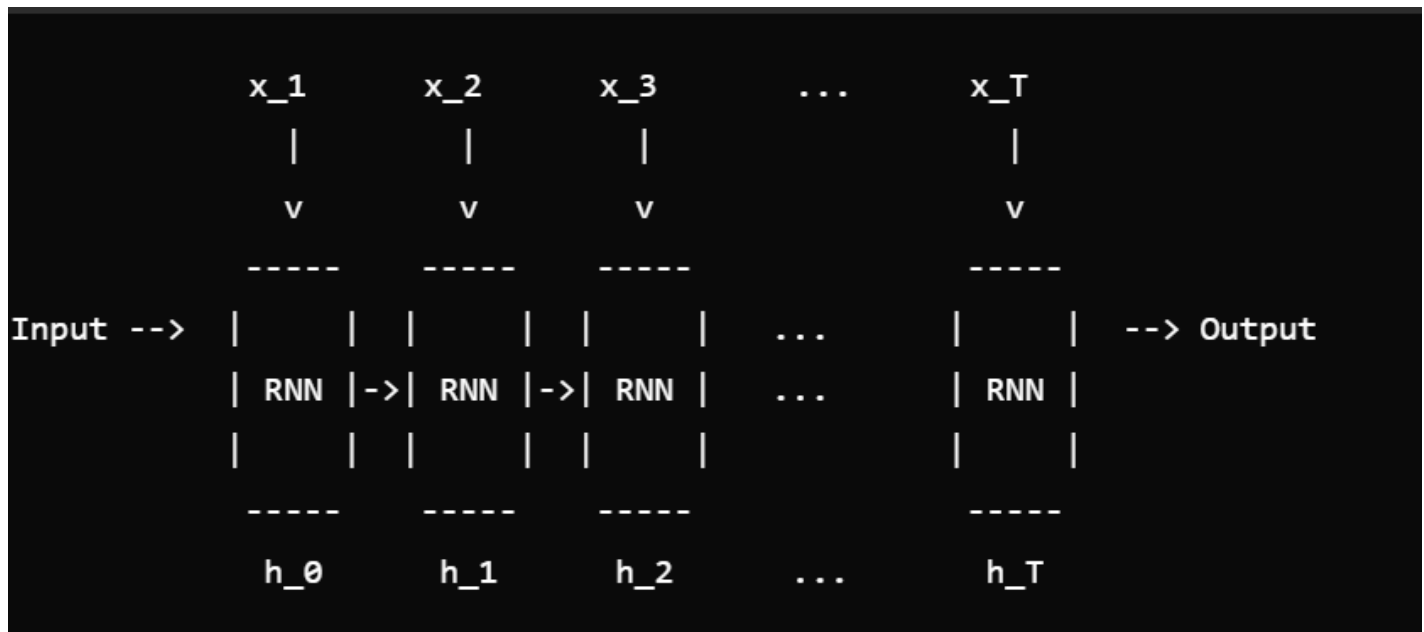 x_1 x_2 x_3 ... x_T
| | | |
v v v v
----- ----- ----- -----
Input --> | | | | | | ... | | --> Output
| RNN |->| RNN |->| RNN | ... | RNN |
| | | | | | | |
----- ----- ----- -----
h_0 h_1 h_2 ... h_T